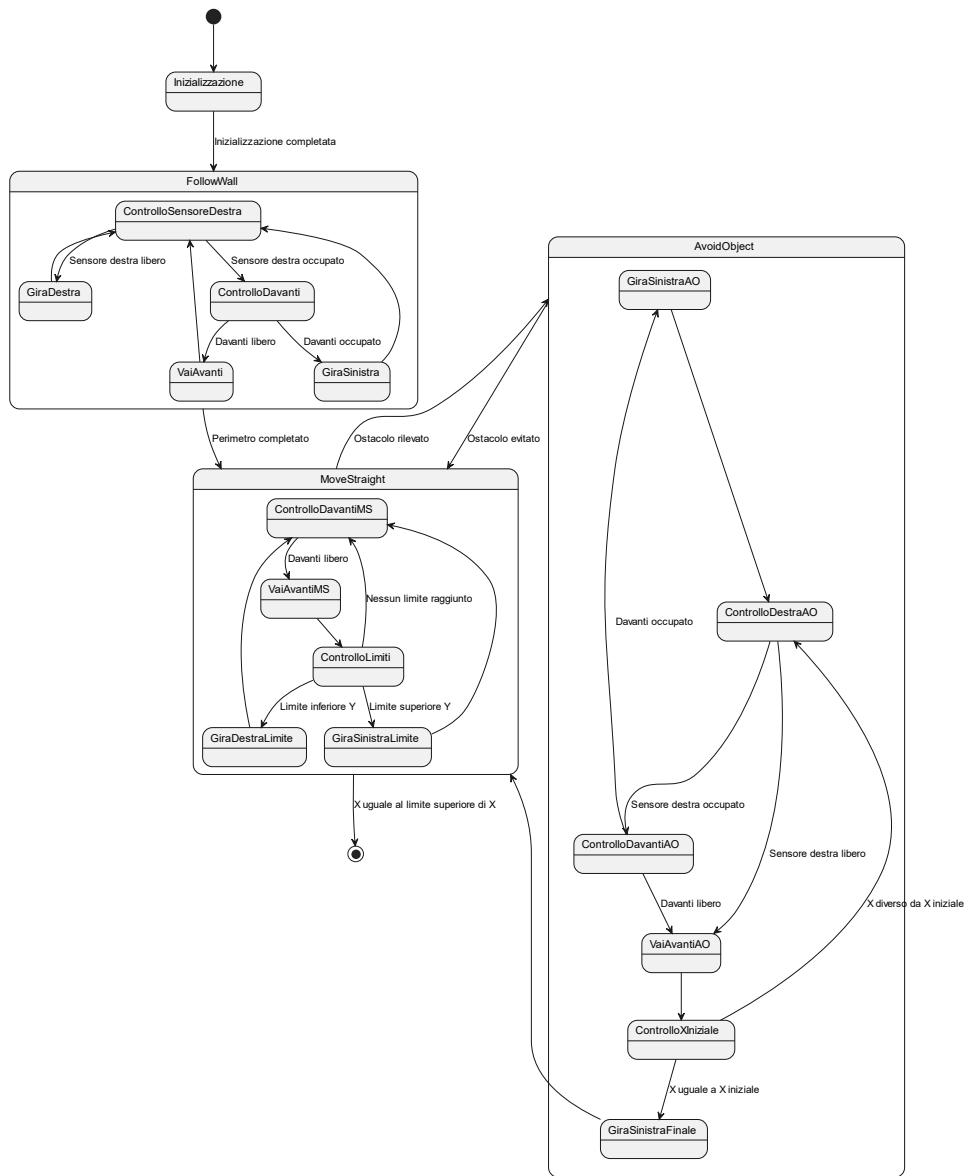 Inizializzazione
Inizializzazione completata
FollowWall
ControlloSensoreDestra
Sensore destra libero
Sensore destra occupato
GiraDestra
ControlloDavanti
Davanti libero
Davanti occupato
VaiAvanti
GiraSinistra
Perimetro completato
Ostacolo rilevato
Ostacolo evitato
MoveStraight
ControlloDavantiMS
Davanti libero
VaiAvantiMS
Nessun limite raggiunto
ControlloLimiti
Limite inferiore Y
Limite superiore Y
GiraDestraLimite
GiraSinistraLimite
X uguale al limite superiore di X
AvoidObject
GiraSinistraAO
ControlloDestraAO
Davanti occupato
Sensore destra occupato
ControlloDavantiAO
Sensore destra libero
Davanti libero
X diverso da X iniziale
VaiAvantiAO
ControlloXIniziale
X uguale a X iniziale
GiraSinistraFinale